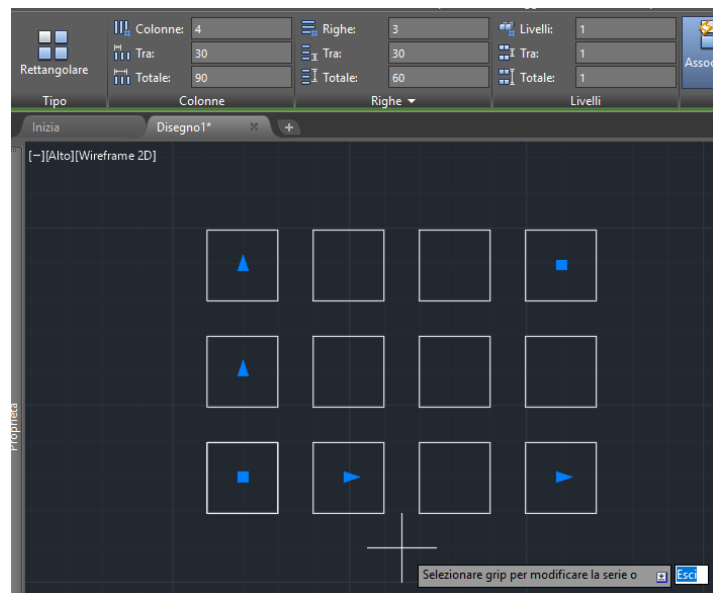 Colonne: 4 Righe: 3 Livelli: 1
Tra: 30 Tra: 30 Tra: 1
Rettangolare
Totale: 90 Totale: 60 Totale: 1
Assoc
Tipo Colonne Righe Livelli
Inizia Disegno1*
[−][Alto][Wireframe 2D]
Proprietà
Selezionare grip per modificare la serie o Esci